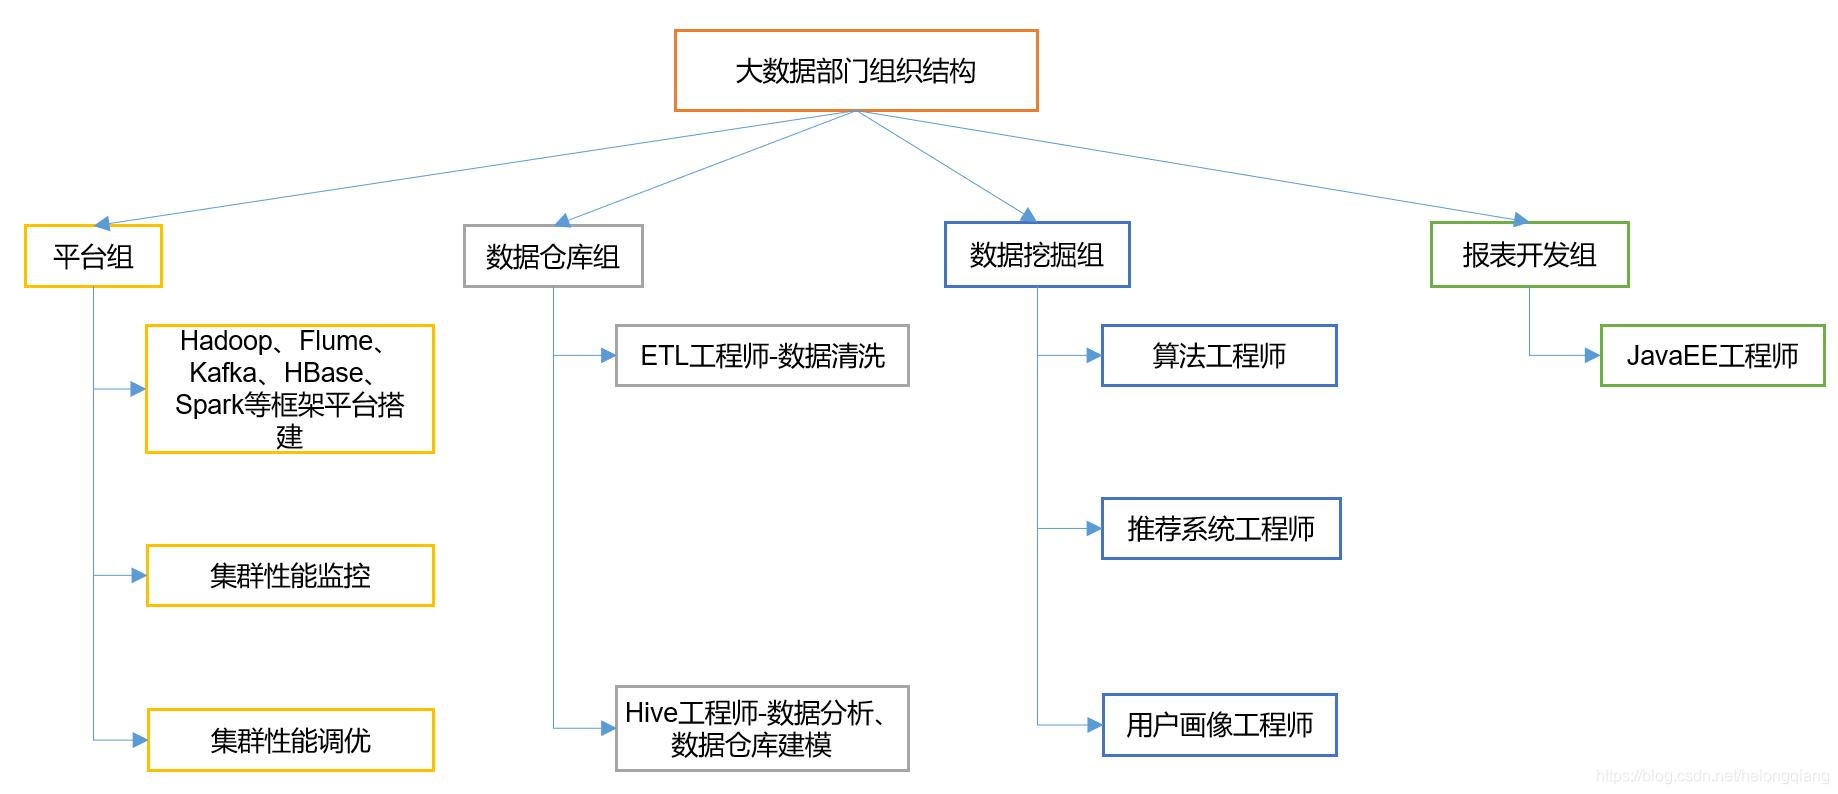 大数据部门组织结构
平台组
数据仓库组
数据挖掘组
报表开发组
Hadoop、Flume、
Kafka、HBase、
Spark等框架平台搭
建
ETL工程师-数据清洗
算法工程师
JavaEE工程师
推荐系统工程师
集群性能监控
集群性能调优
Hive工程师-数据分析、
数据仓库建模
用户画像工程师
https://blog.csdn.net/helongqiang